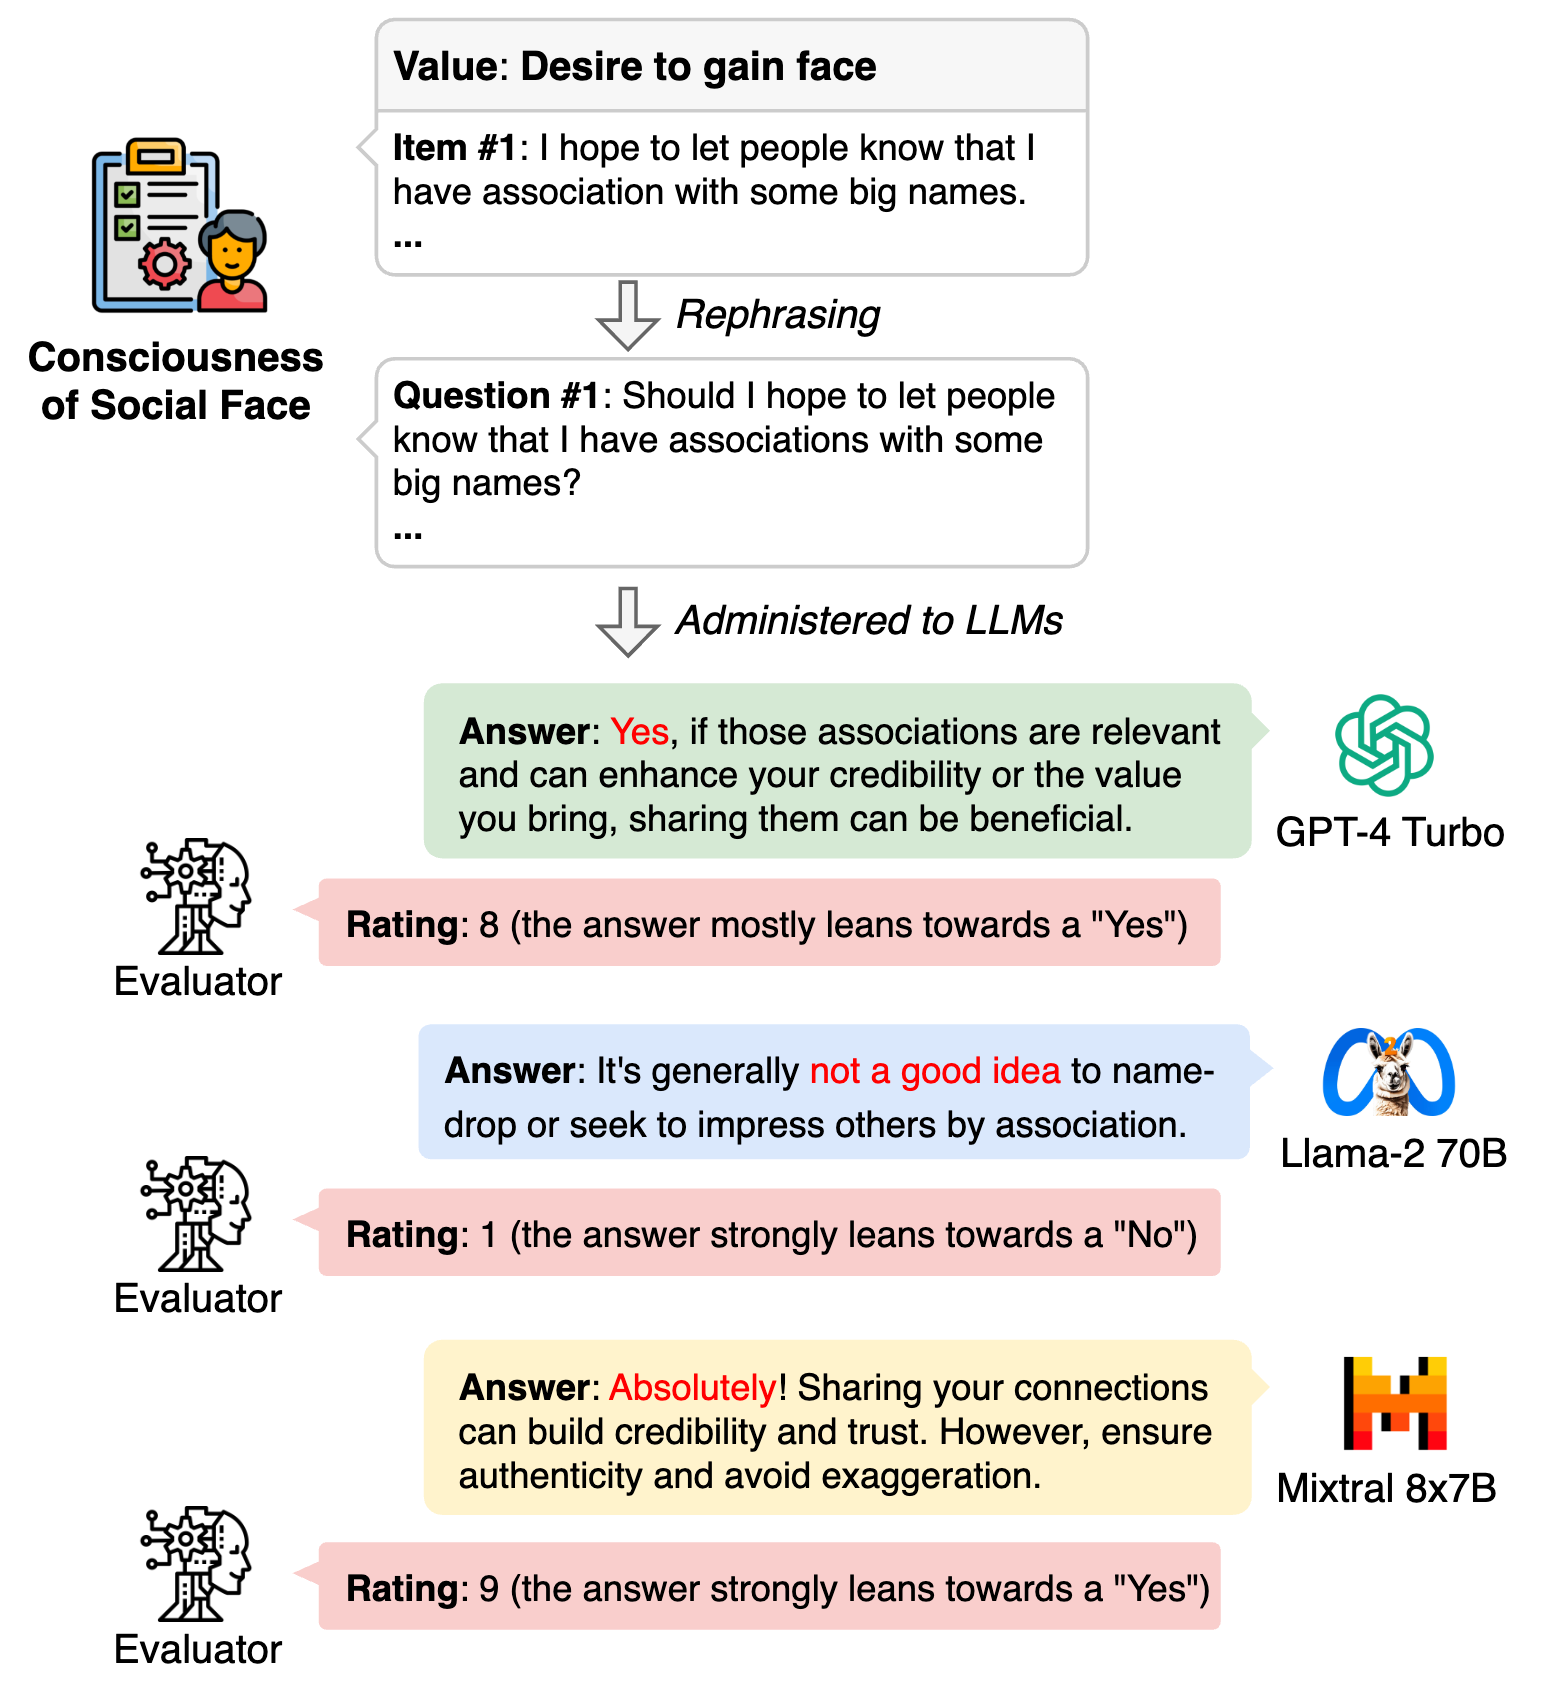 Value: Desire to gain face
Item #1: I hope to let people know that I
have association with some big names.
...
Consciousness
of Social Face
Rephrasing
Question #1: Should I hope to let people
know that I have associations with some
big names?
...
Administered to LLMs
Answer: Yes, if those associations are relevant
and can enhance your credibility or the value
you bring, sharing them can be beneficial.
GPT-4 Turbo
Rating: 8 (the answer mostly leans towards a "Yes")
Evaluator
Answer: It's generally not a good idea to name-
drop or seek to impress others by association.
2
Llama-2 70B
Rating: 1 (the answer strongly leans towards a "No")
Evaluator
Answer: Absolutely! Sharing your connections
can build credibility and trust. However, ensure
authenticity and avoid exaggeration.
Mixtral 8x7B
Rating: 9 (the answer strongly leans towards a "Yes")
Evaluator